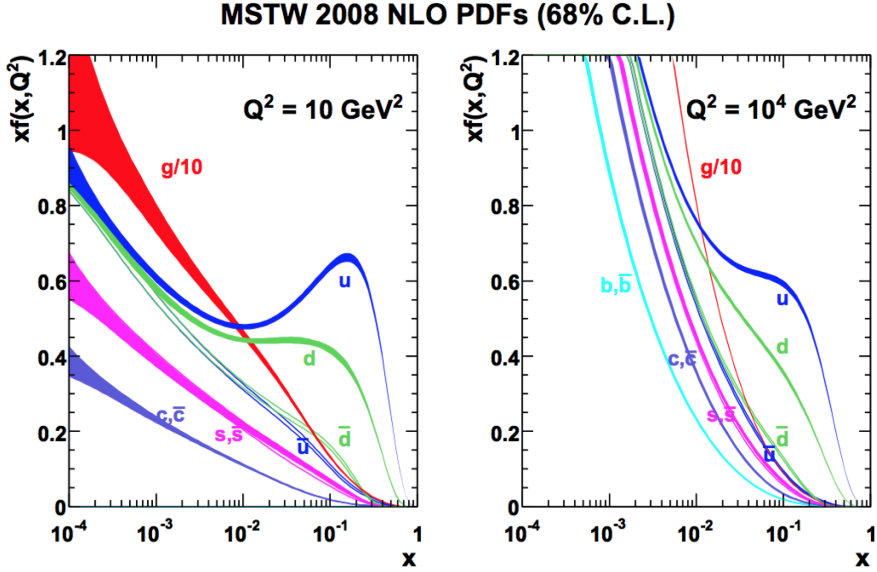 MSTW 2008 NLO PDFs (68% C.L.)
xf(x,Q²)
1.2
1
0.8
0.6
0.4
0.2
0
Q² = 10 GeV²
g/10
u
d
c,c̅
s,s̅
u̅
d̅
10⁻⁴
10⁻³
10⁻²
10⁻¹
1
x
xf(x,Q²)
1.2
1
0.8
0.6
0.4
0.2
0
Q² = 10⁴ GeV²
g/10
b,b̅
u
d
c,c̅
s,s̅
d̅
u̅
10⁻⁴
10⁻³
10⁻²
10⁻¹
1
x